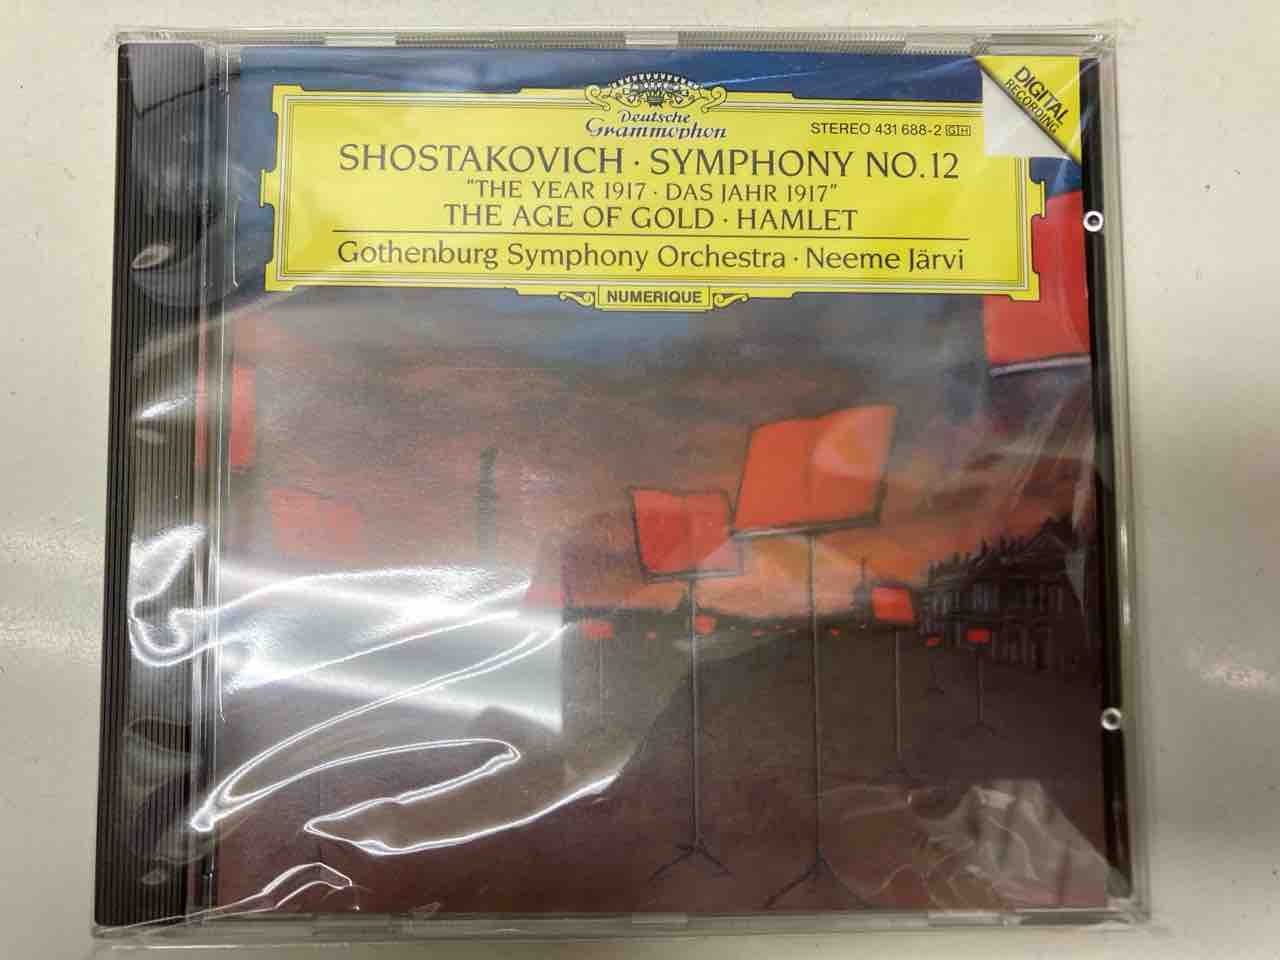 Deutsche
Grammophon
STEREO 431 688-2 GH
DIGITAL
RECORDING
SHOSTAKOVICH · SYMPHONY NO. 12
"THE YEAR 1917 · DAS JAHR 1917"
THE AGE OF GOLD · HAMLET
Gothenburg Symphony Orchestra · Neeme Järvi
NUMERIQUE